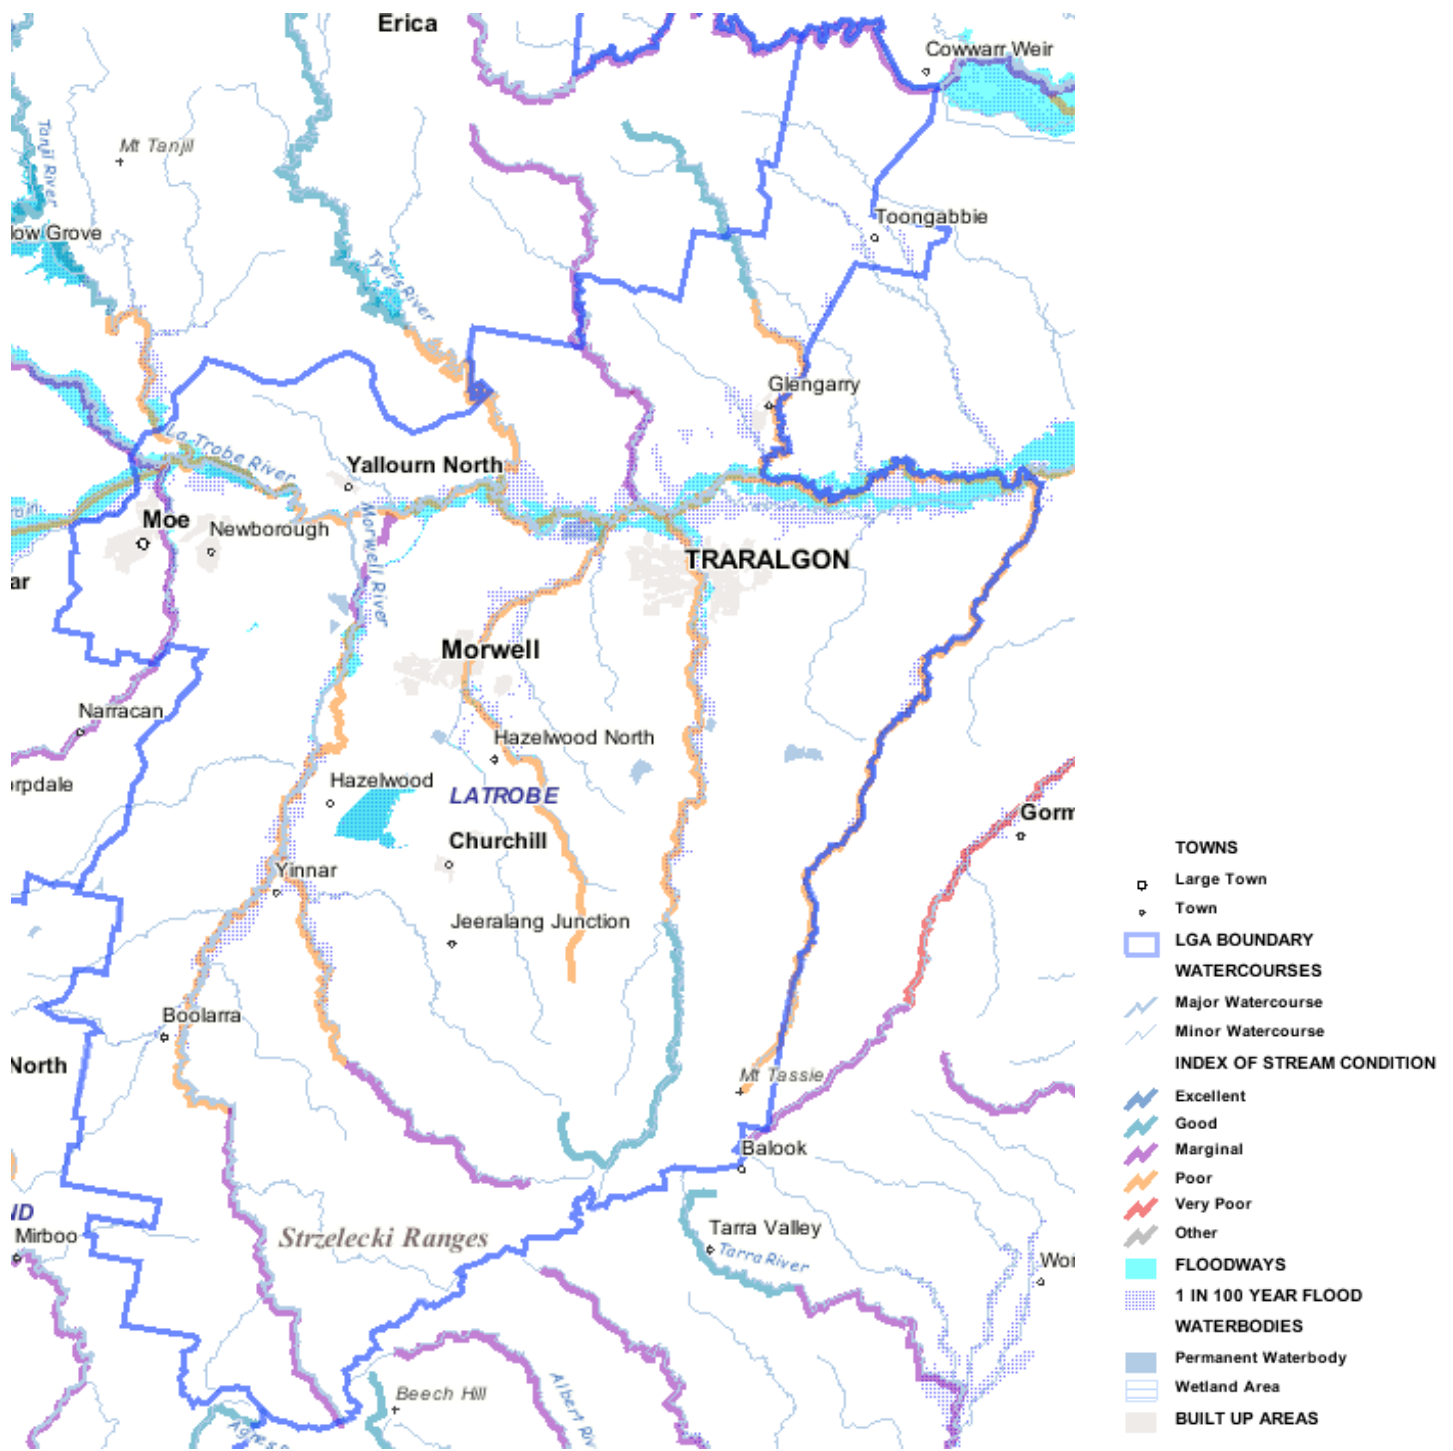 Erica
Cowwarr Weir
Mt Tanjil
Tanjil River
Toongabbie
low Grove
Tyers River
Glengarry
La Trobe River
Yallourn North
Moe
Newborough
Morwell River
TRARALGON
ar
Morwell
Narracan
Hazelwood North
Hazelwood
rpdale
LATROBE
Gorm
Churchill
Yinnar
Jeeralang Junction
Boolarra
North
Mt Tassie
Balook
ID
Mirboo
Strzelecki Ranges
Tarra Valley
Tarra River
Wor
Beech Hill
Albert Riv
TOWNS
Large Town
Town
LGA BOUNDARY
WATERCOURSES
Major Watercourse
Minor Watercourse
INDEX OF STREAM CONDITION
Excellent
Good
Marginal
Poor
Very Poor
Other
FLOODWAYS
1 IN 100 YEAR FLOOD
WATERBODIES
Permanent Waterbody
Wetland Area
BUILT UP AREAS